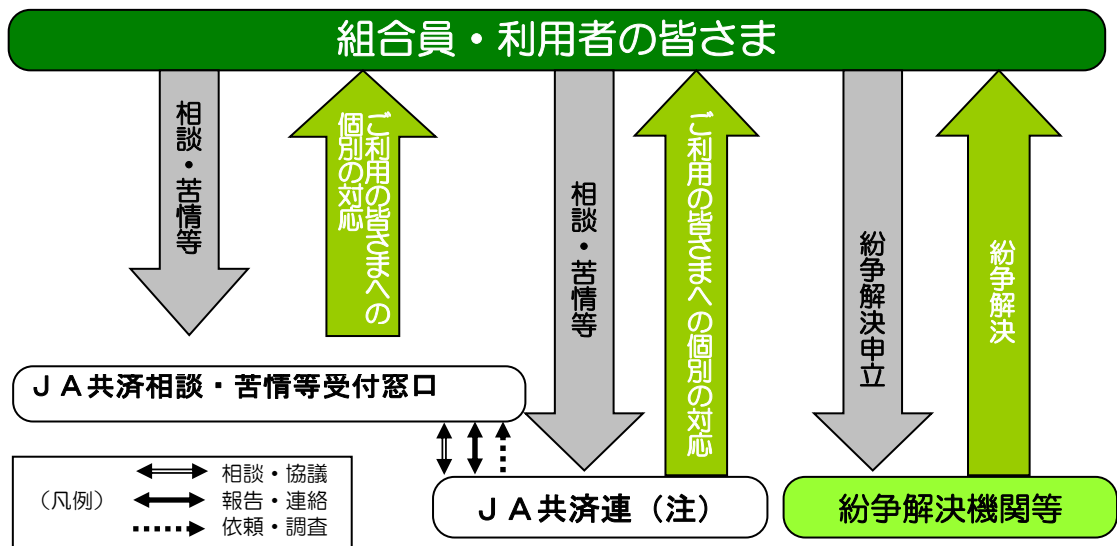 組合員・利用者の皆さま
相談・苦情等
ご利用の皆さまへの
個別の対応
相談・苦情等
ご利用の皆さまへの個別の対応
紛争解決申立
紛争解決
ＪＡ共済相談・苦情等受付窓口
（凡例）
相談・協議
報告・連絡
依頼・調査
ＪＡ共済連（注）
紛争解決機関等